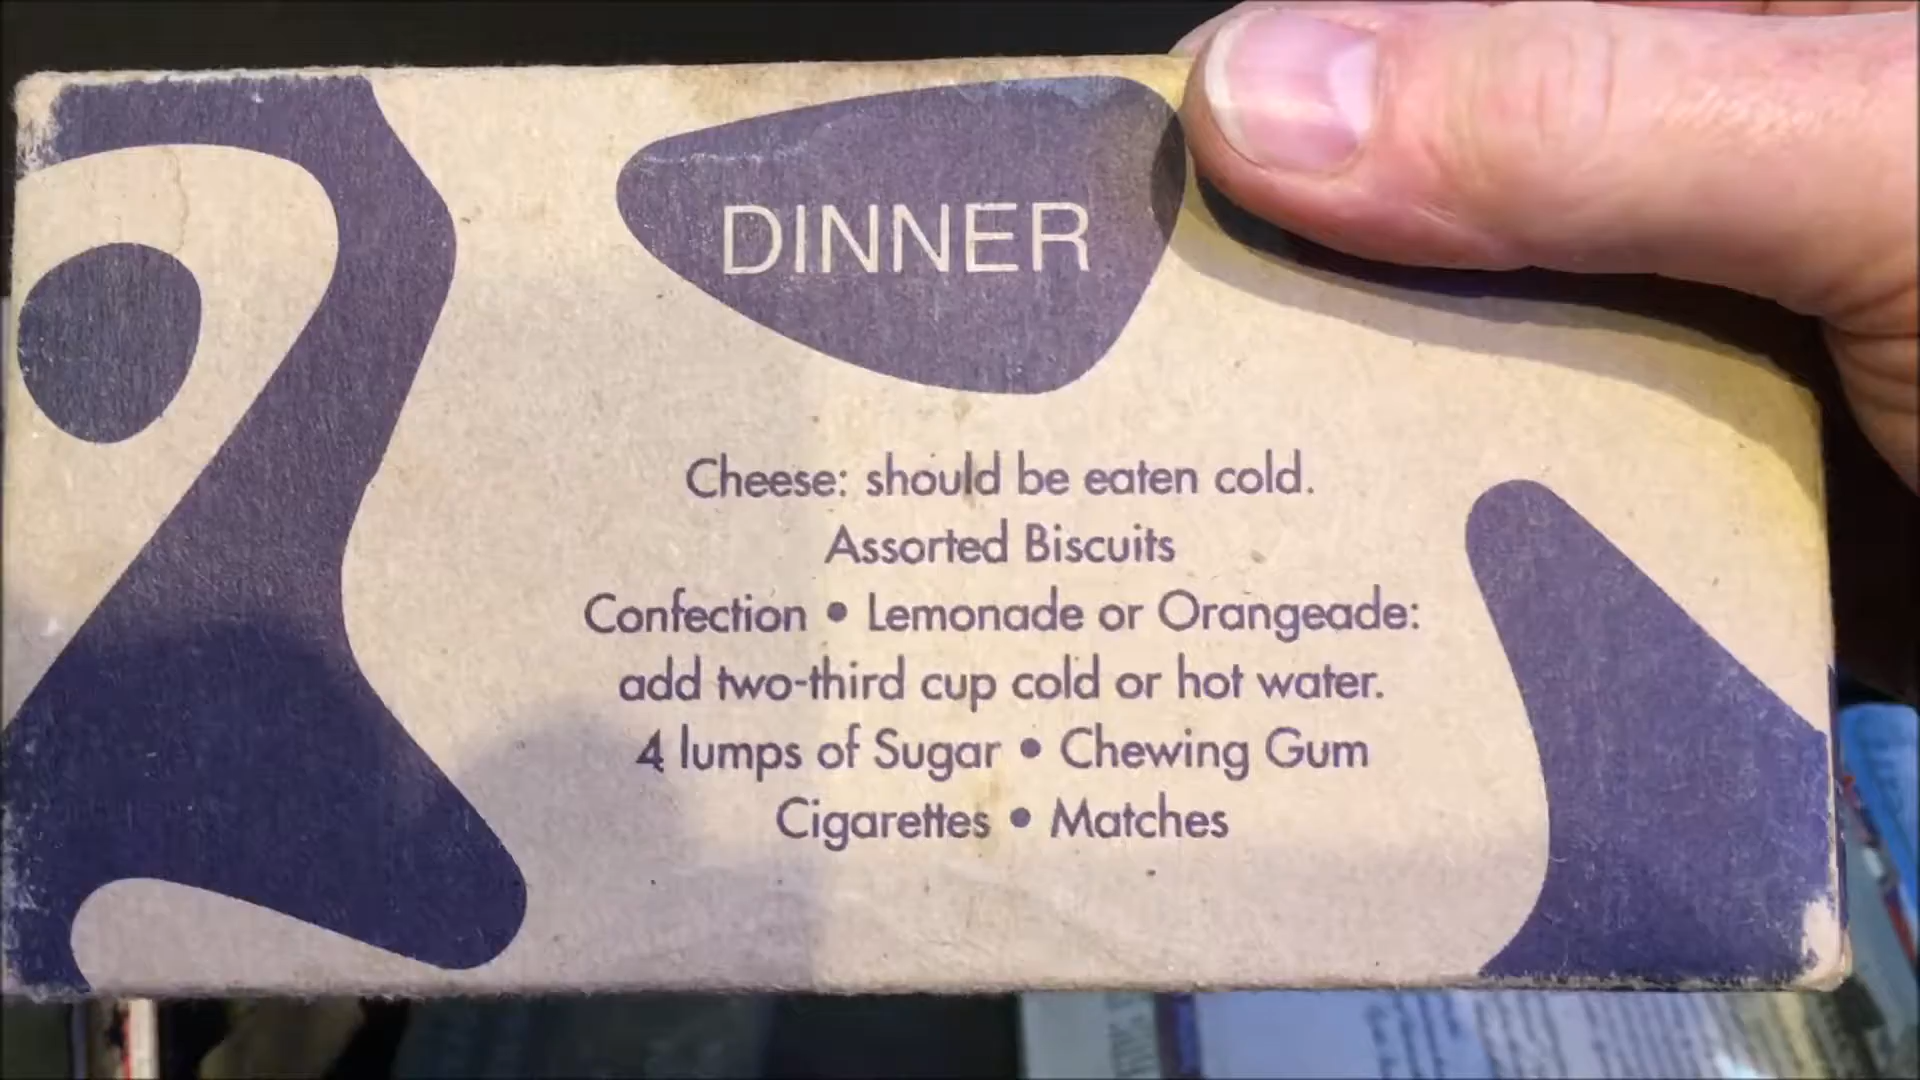 DINNER
Cheese: should be eaten cold.
Assorted Biscuits
Confection • Lemonade or Orangeade:
add two-third cup cold or hot water.
4 lumps of Sugar • Chewing Gum
Cigarettes • Matches